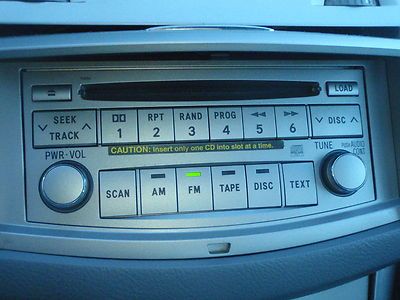 LOAD
SEEK
TRACK
1
RPT
2
RAND
3
PROG
4
5
6
DISC
CAUTION: Insert only one CD into slot at a time.
PWR-VOL
TUNE
PUSH AUDIO CONT
SCAN
AM
FM
TAPE
DISC
TEXT